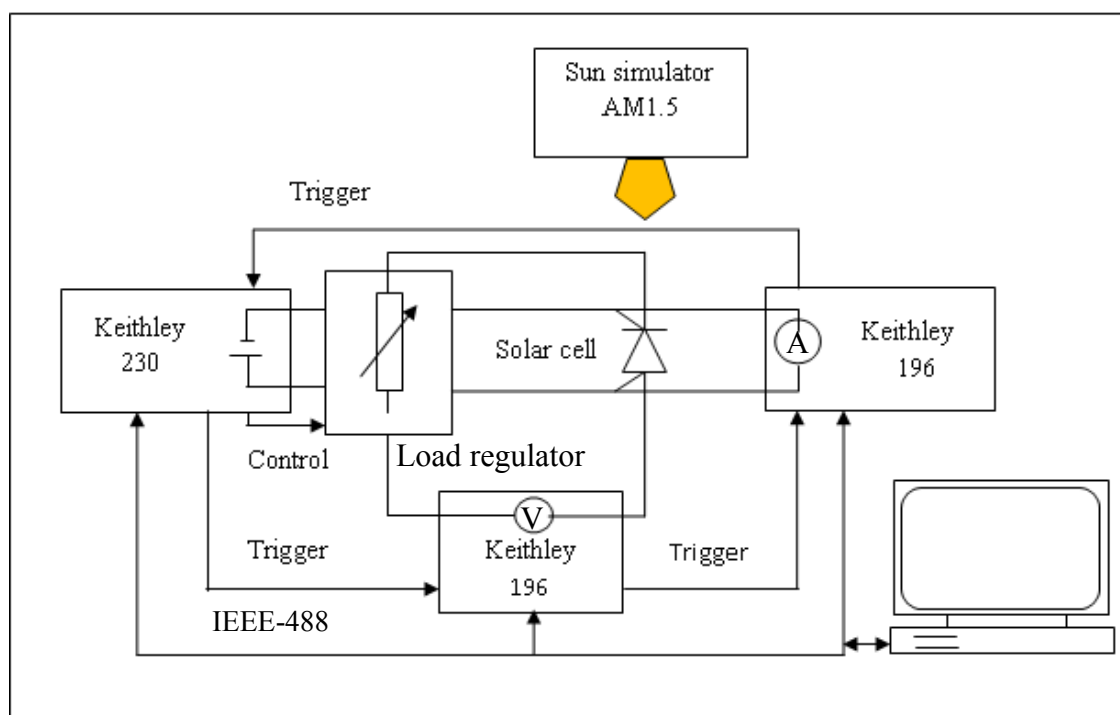 Sun simulator
AM1.5
Trigger
Keithley
230
Solar cell
A
Keithley
196
Control
Load regulator
V
Keithley
196
Trigger
Trigger
IEEE-488